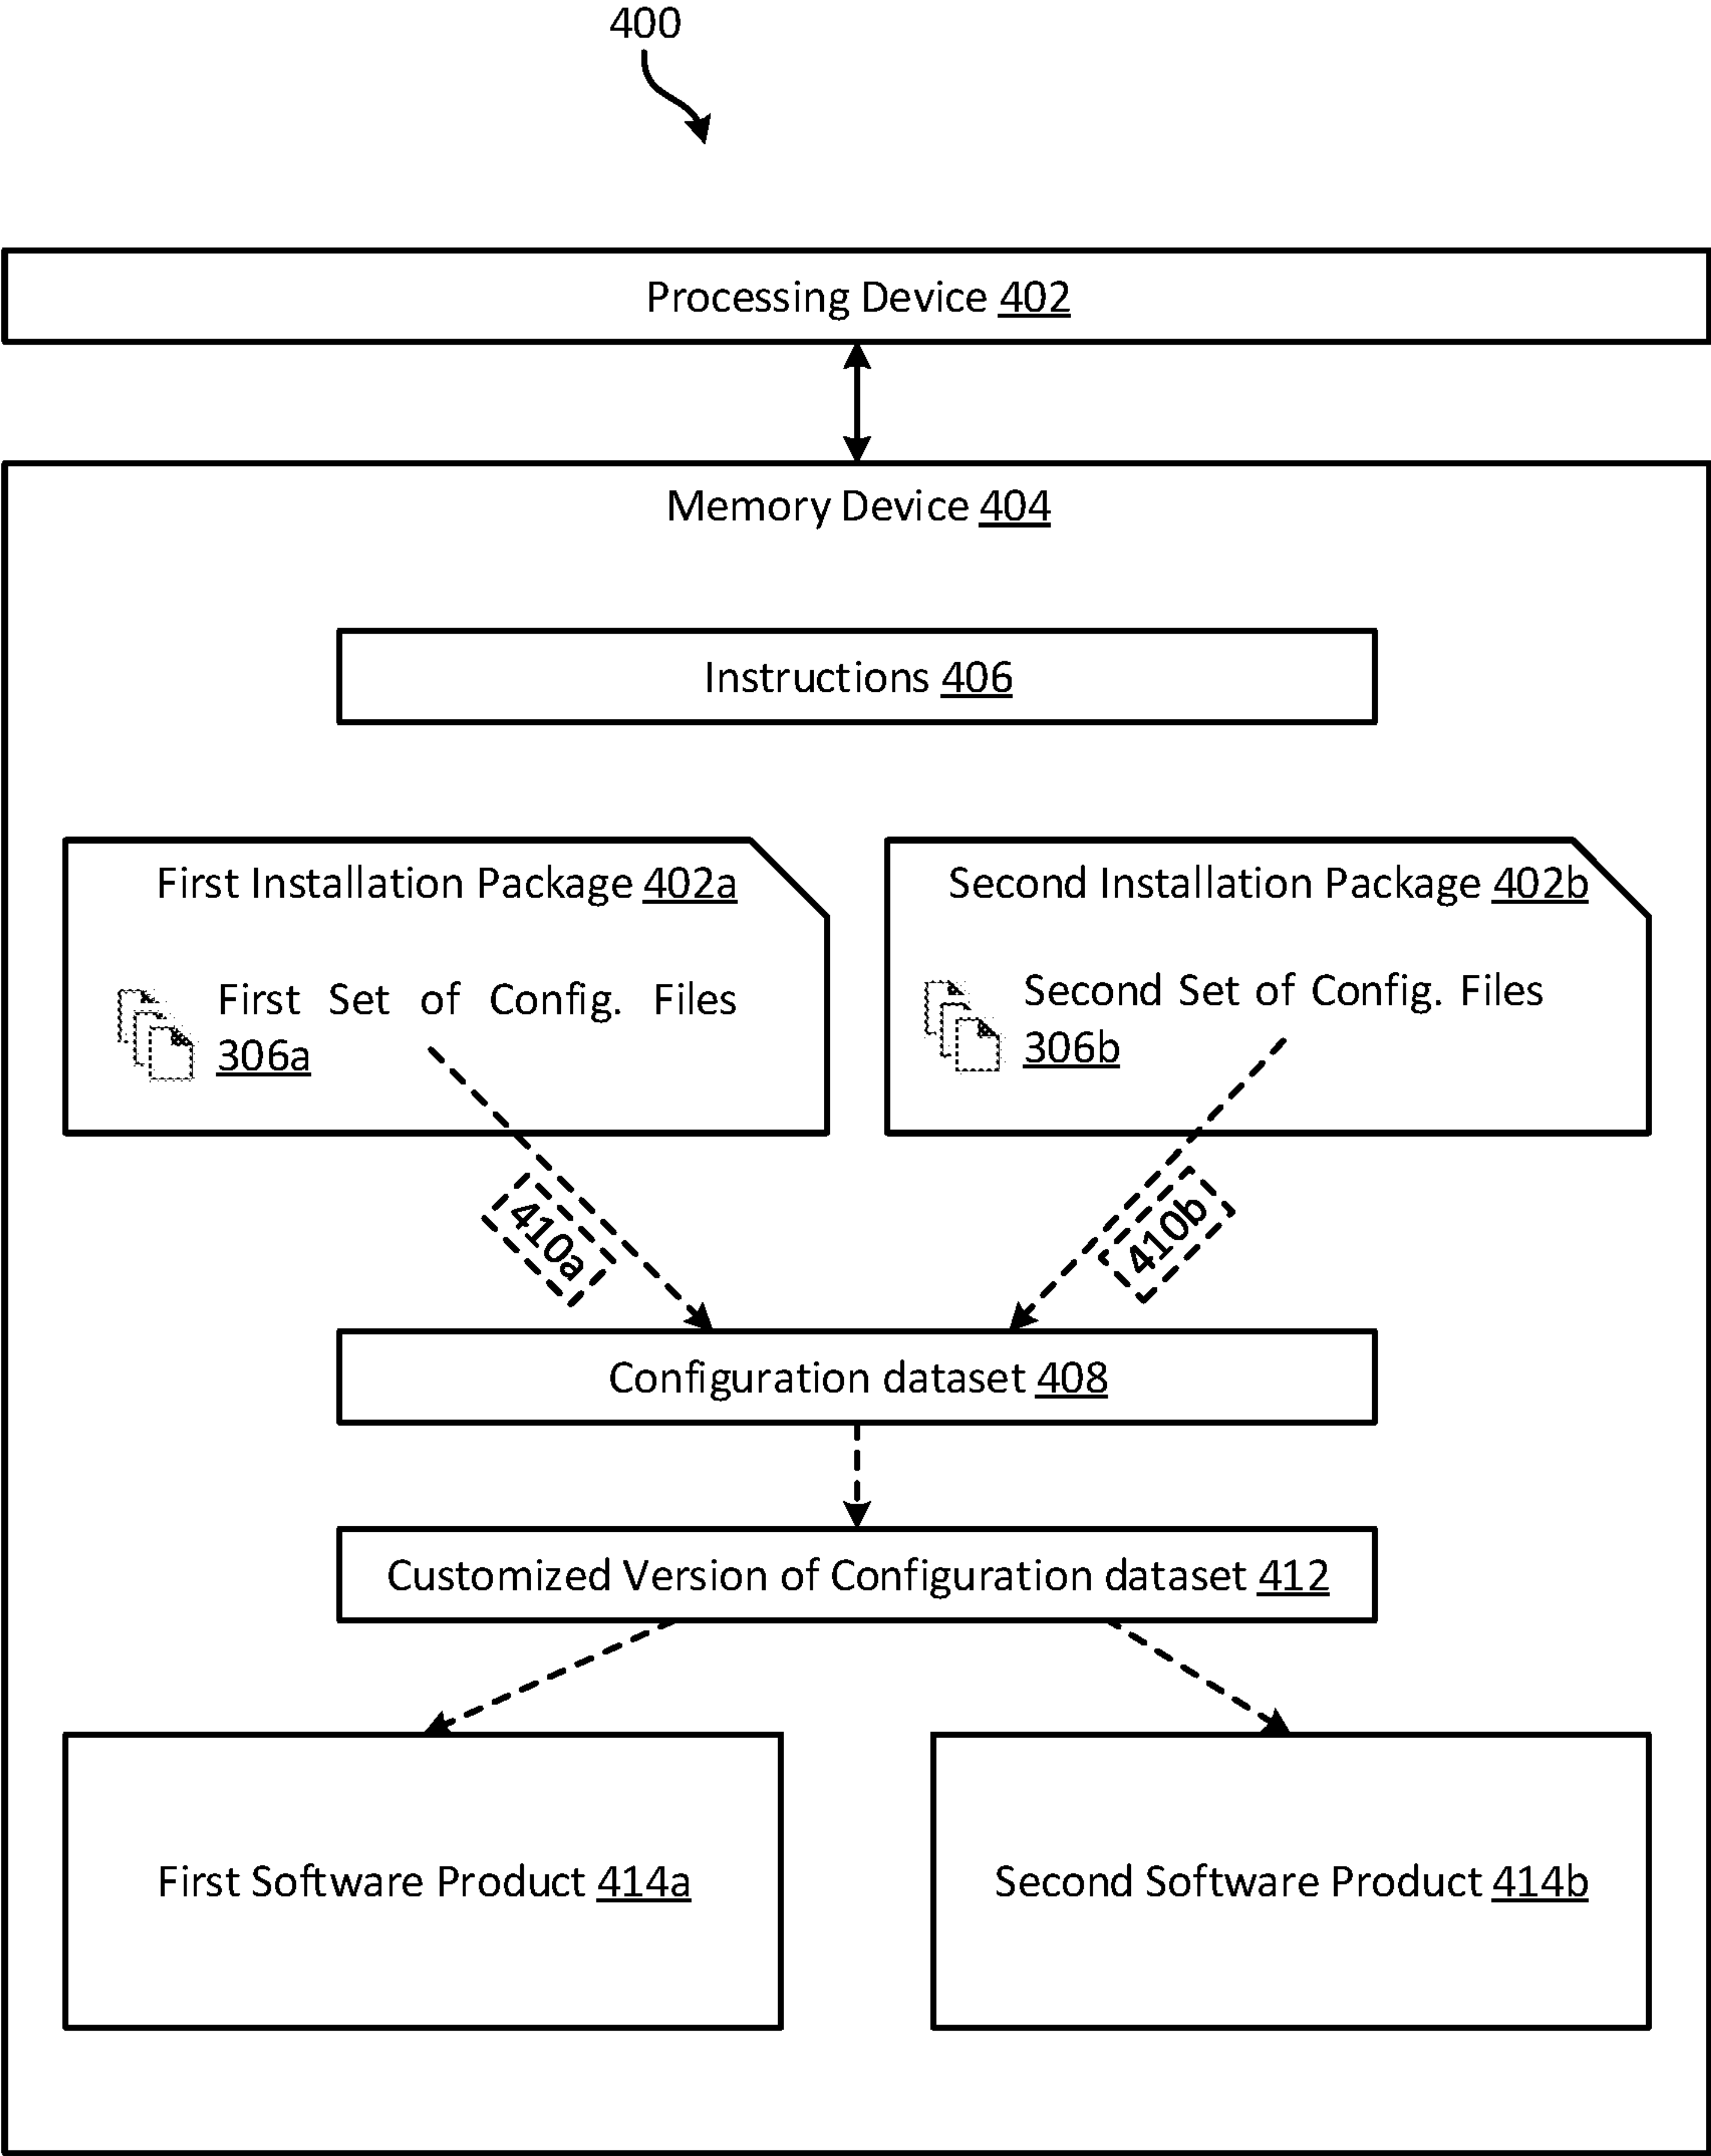 400
Processing Device 402
Memory Device 404
Instructions 406
First Installation Package 402a
First Set of Config. Files
306a
Second Installation Package 402b
Second Set of Config. Files
306b
410a
410b
Configuration dataset 408
Customized Version of Configuration dataset 412
First Software Product 414a
Second Software Product 414b